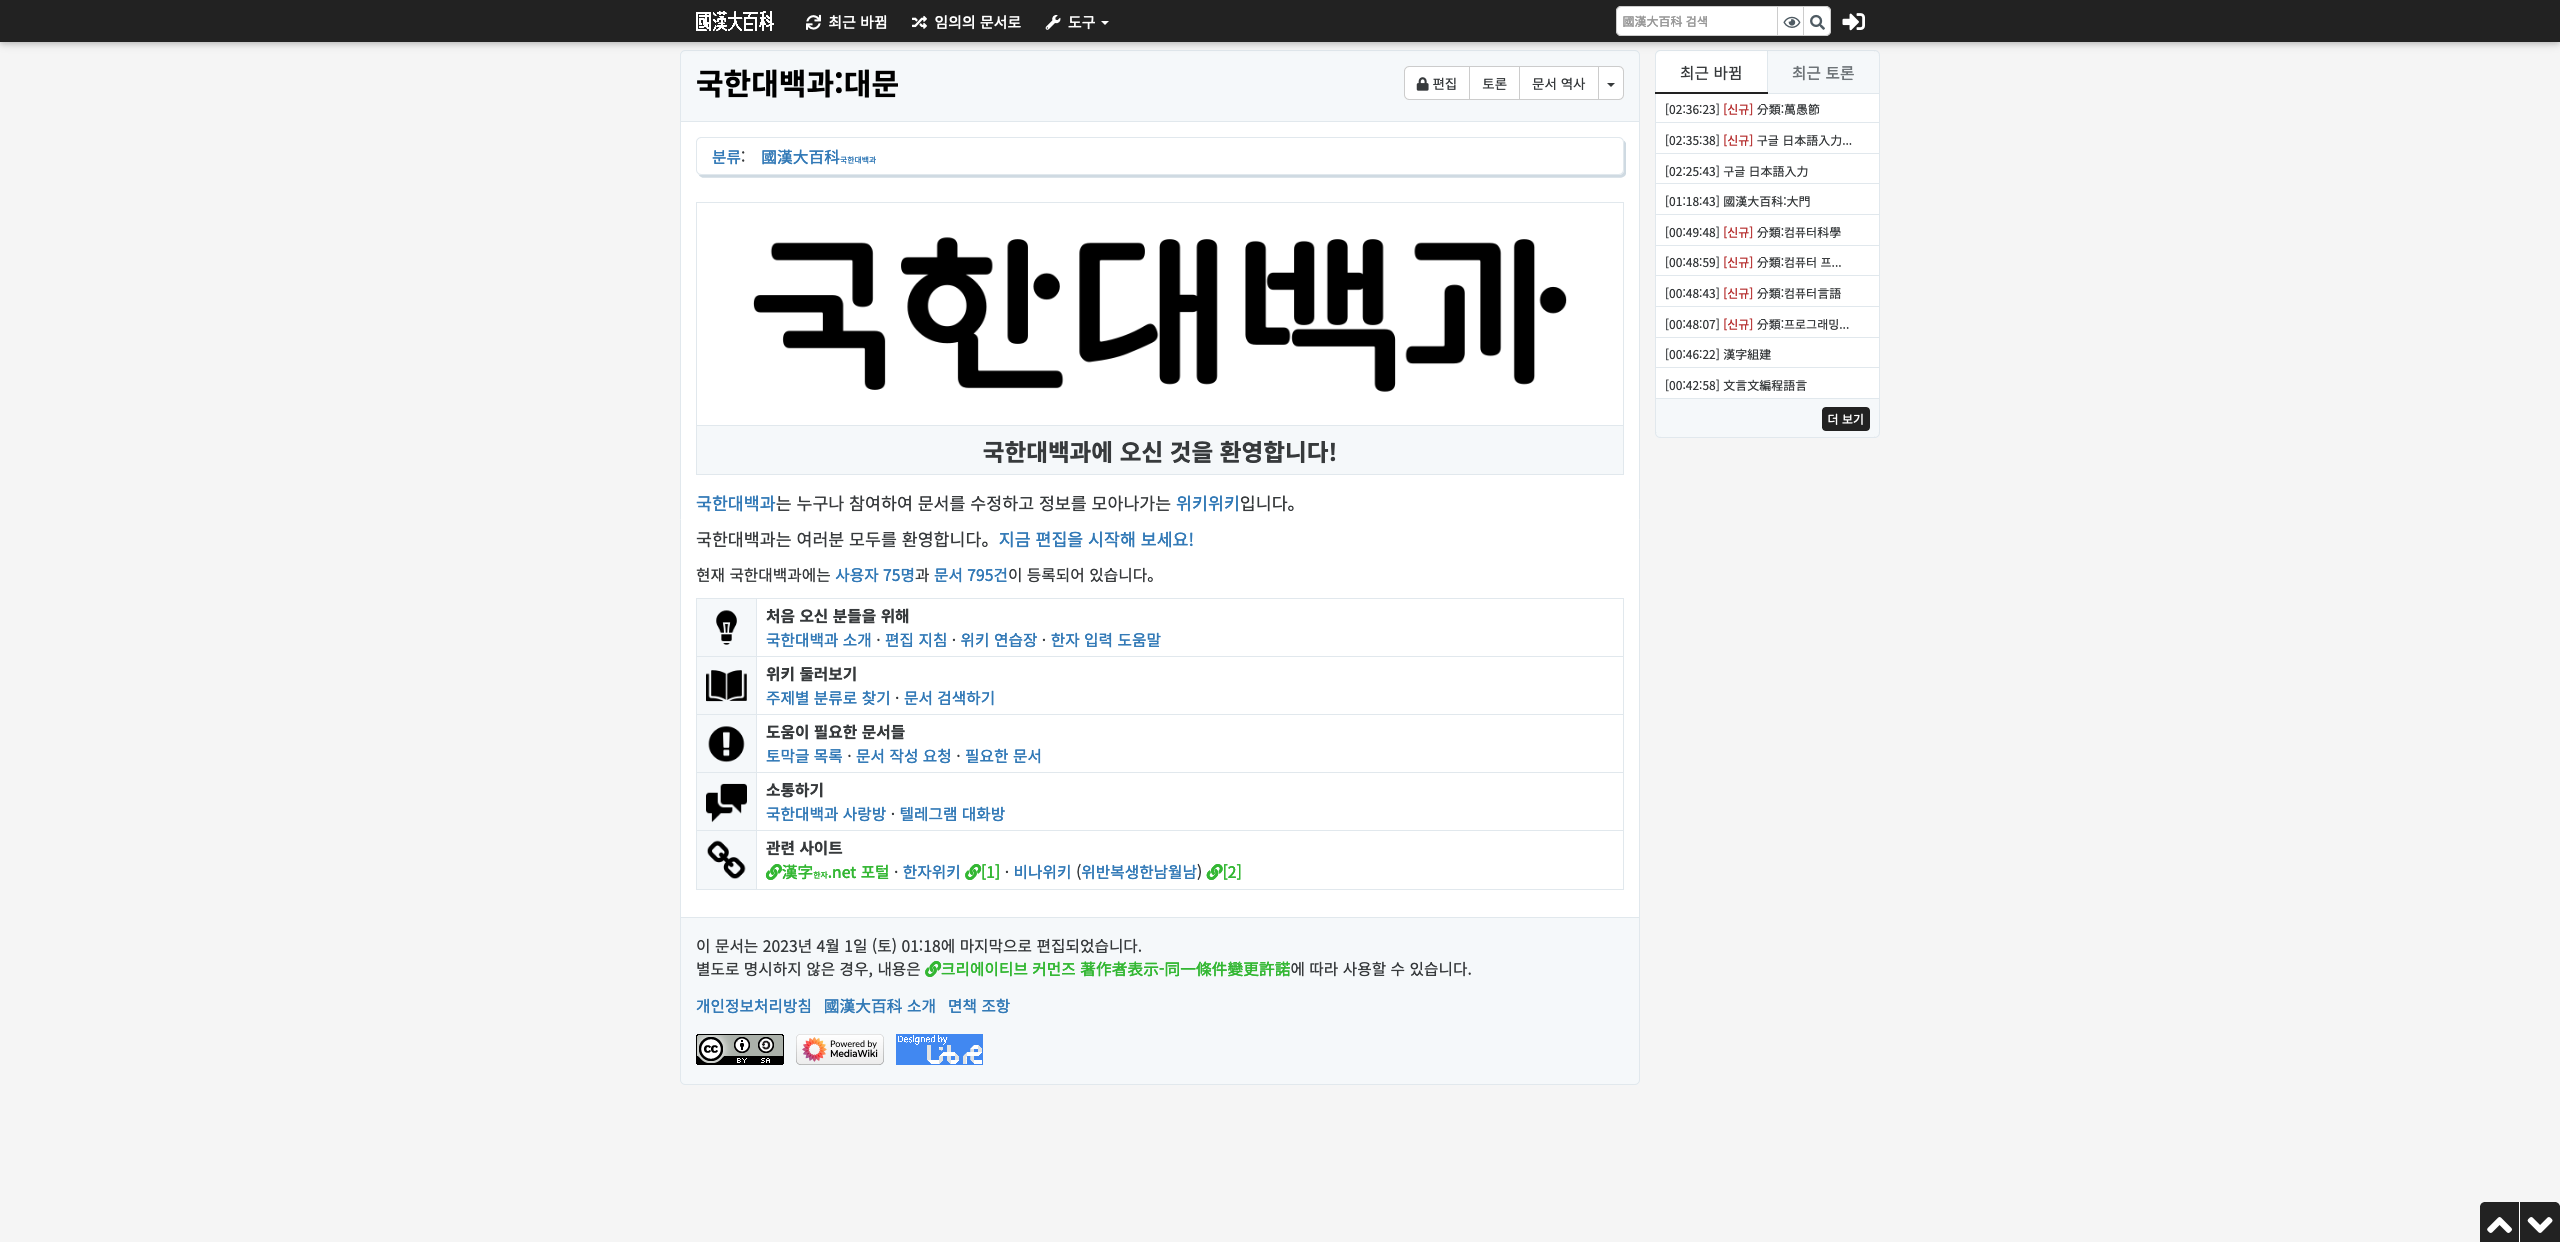 國漢大百科 최근 바뀜 임의의 문서로 도구 國漢大百科 검색
국한대백과:대문
편집 토론 문서 역사
분류: 國漢大百科국한대백과
국한대백과
국한대백과에 오신 것을 환영합니다!
국한대백과는 누구나 참여하여 문서를 수정하고 정보를 모아나가는 위키위키입니다。
국한대백과는 여러분 모두를 환영합니다。 지금 편집을 시작해 보세요!
현재 국한대백과에는 사용자 75명과 문서 795건이 등록되어 있습니다。
처음 오신 분들을 위해
국한대백과 소개 · 편집 지침 · 위키 연습장 · 한자 입력 도움말
위키 둘러보기
주제별 분류로 찾기 · 문서 검색하기
도움이 필요한 문서들
토막글 목록 · 문서 작성 요청 · 필요한 문서
소통하기
국한대백과 사랑방 · 텔레그램 대화방
관련 사이트
漢字한자.net 포털 · 한자위키 [1] · 비나위키 (위반복생한남월남) [2]
이 문서는 2023년 4월 1일 (토) 01:18에 마지막으로 편집되었습니다.
별도로 명시하지 않은 경우, 내용은 크리에이티브 커먼즈 著作者表示-同一條件變更許諾에 따라 사용할 수 있습니다.
개인정보처리방침 國漢大百科 소개 면책 조항
cc BY SA
Powered by
MediaWiki
Designed by
Libre
최근 바뀜 최근 토론
[02:36:23] [신규] 分類:萬愚節
[02:35:38] [신규] 구글 日本語入力...
[02:25:43] 구글 日本語入力
[01:18:43] 國漢大百科:大門
[00:49:48] [신규] 分類:컴퓨터科學
[00:48:59] [신규] 分類:컴퓨터 프...
[00:48:43] [신규] 分類:컴퓨터言語
[00:48:07] [신규] 分類:프로그래밍...
[00:46:22] 漢字組建
[00:42:58] 文言文編程語言
더 보기